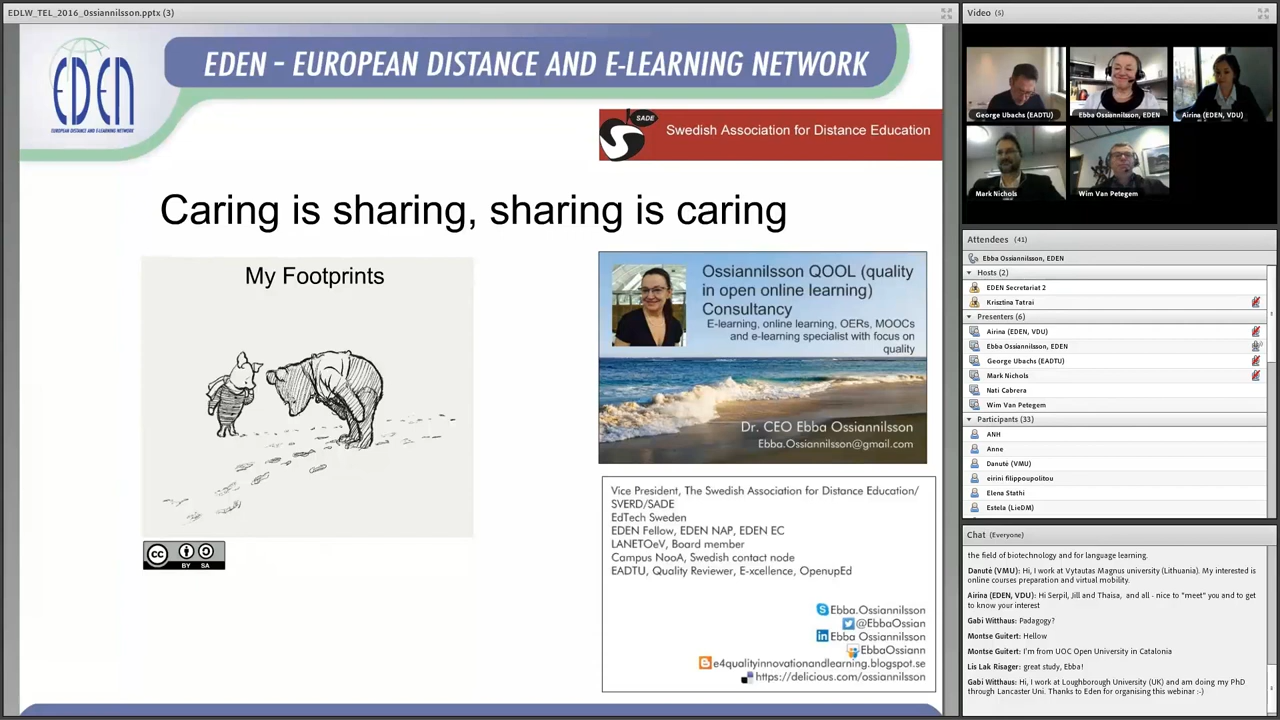 EDLW_TEL_2016_Ossiannilsson.pptx (3)
EDEN
EUROPEAN DISTANCE AND E-LEARNING NETWORK
EDEN – EUROPEAN DISTANCE AND E-LEARNING NETWORK
SADE
Swedish Association for Distance Education
Caring is sharing, sharing is caring
My Footprints
CC BY SA
Ossiannilsson QOOL (quality
in open online learning)
Consultancy
E-learning, online learning, OERs, MOOCs
and e-learning specialist with focus on
quality
Dr. CEO Ebba Ossiannilsson
Ebba.Ossiannilsson@gmail.com
Vice President, The Swedish Association for Distance Education/
SVERD/SADE
EdTech Sweden
EDEN Fellow, EDEN NAP, EDEN EC
LANETOeV, Board member
Campus NooA, Swedish contact node
EADTU, Quality Reviewer, E-xcellence, OpenupEd
Ebba.Ossiannilsson
@EbbaOssian
Ebba Ossiannilsson
EbbaOssiann
e4qualityinnovationandlearning.blogspot.se
https://delicious.com/ossiannilsson
Video (5)
George Ubachs (EADTU)
Ebba Ossiannilsson, EDEN
Airina (EDEN, VDU)
Mark Nichols
Wim Van Petegem
Attendees (41)
Ebba Ossiannilsson, EDEN
Hosts (2)
EDEN Secretariat 2
Krisztina Tatrai
Presenters (6)
Airina (EDEN, VDU)
Ebba Ossiannilsson, EDEN
George Ubachs (EADTU)
Mark Nichols
Nati Cabrera
Wim Van Petegem
Participants (33)
ANH
Anne
Danutė (VMU)
eirini filippoupolitou
Elena Stathi
Estela (LieDM)
Chat (Everyone)
the field of biotechnology and for language learning.
Danutė (VMU): Hi, I work at Vytautas Magnus university (Lithuania). My interested is
online courses preparation and virtual mobility.
Airina (EDEN, VDU): Hi Serpil, Jill and Thaisa, and all - nice to "meet" you and to get
to know your interest
Gabi Witthaus: Padagogy?
Montse Guitert: Hellow
Montse Guitert: I'm from UOC Open University in Catalonia
Lis Lak Risager: great study, Ebba!
Gabi Witthaus: Hi, I work at Loughborough University (UK) and am doing my PhD
through Lancaster Uni. Thanks to Eden for organising this webinar :-)